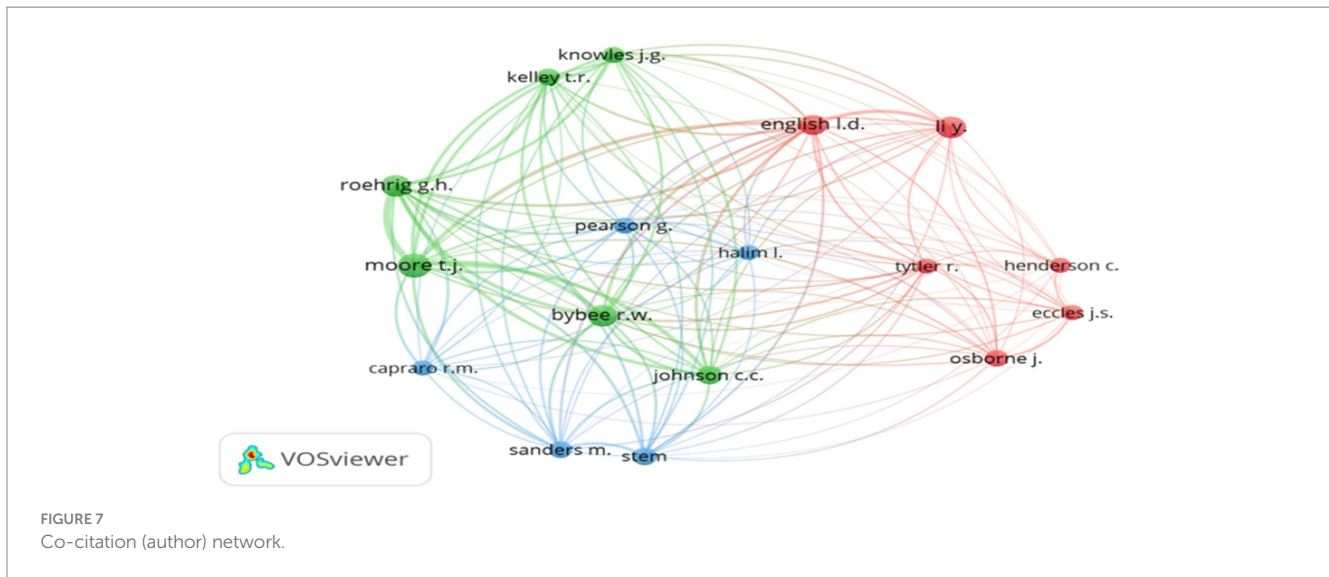 knowles j.g.
kelley t.r.
english l.d.
li y.
roehrig g.h.
pearson g.
halim l.
moore t.j.
tytler r.
henderson c.
bybee r.w.
eccles j.s.
osborne j.
capraro r.m.
johnson c.c.
sanders m.
stem
VOSviewer
FIGURE 7
Co-citation (author) network.